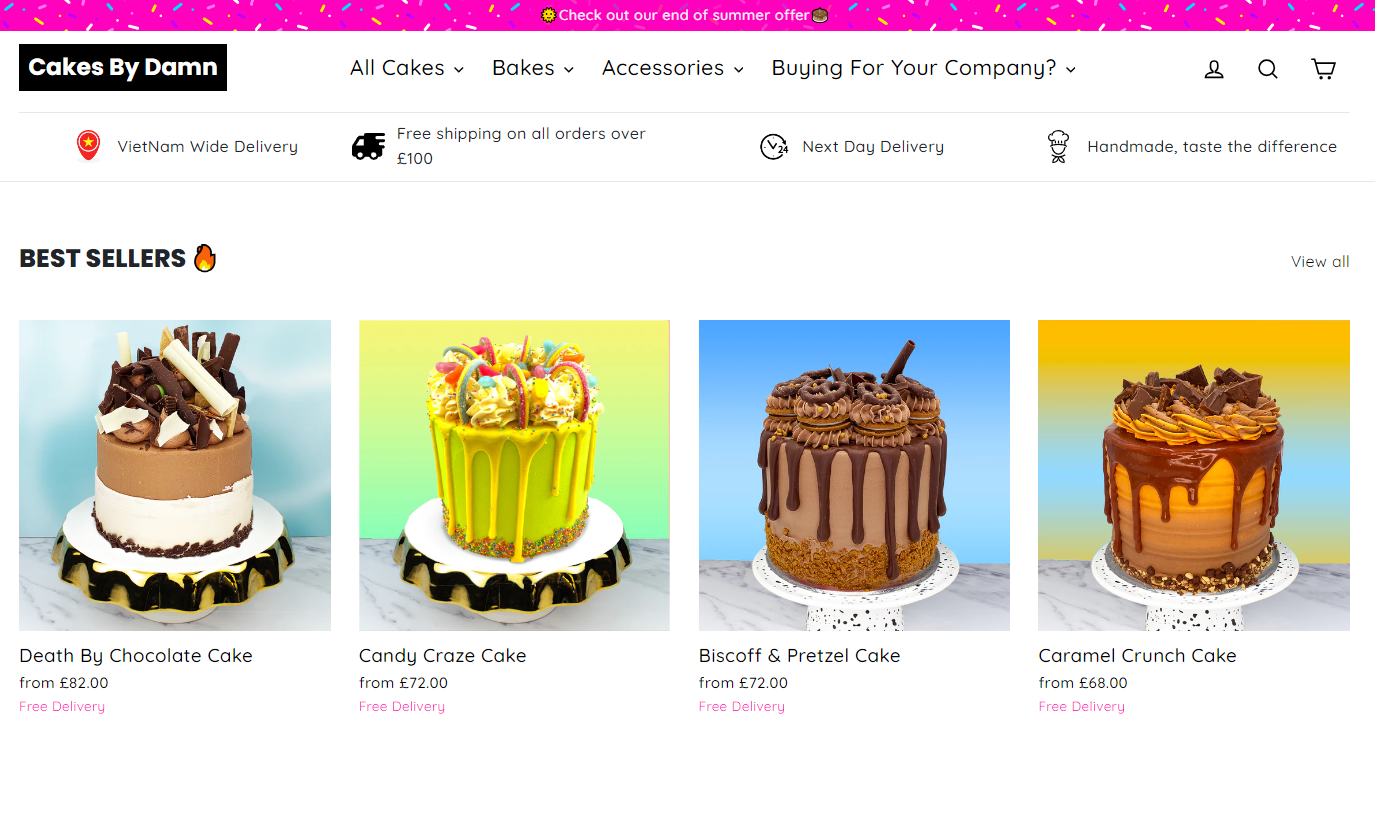 🌞Check out our end of summer offer🎂
Cakes By Damn
All Cakes
Bakes
Accessories
Buying For Your Company?
VietNam Wide Delivery
Free shipping on all orders over
£100
24
Next Day Delivery
Handmade, taste the difference
BEST SELLERS 🔥
View all
Death By Chocolate Cake
from £82.00
Free Delivery
Candy Craze Cake
from £72.00
Free Delivery
Biscoff & Pretzel Cake
from £72.00
Free Delivery
Caramel Crunch Cake
from £68.00
Free Delivery